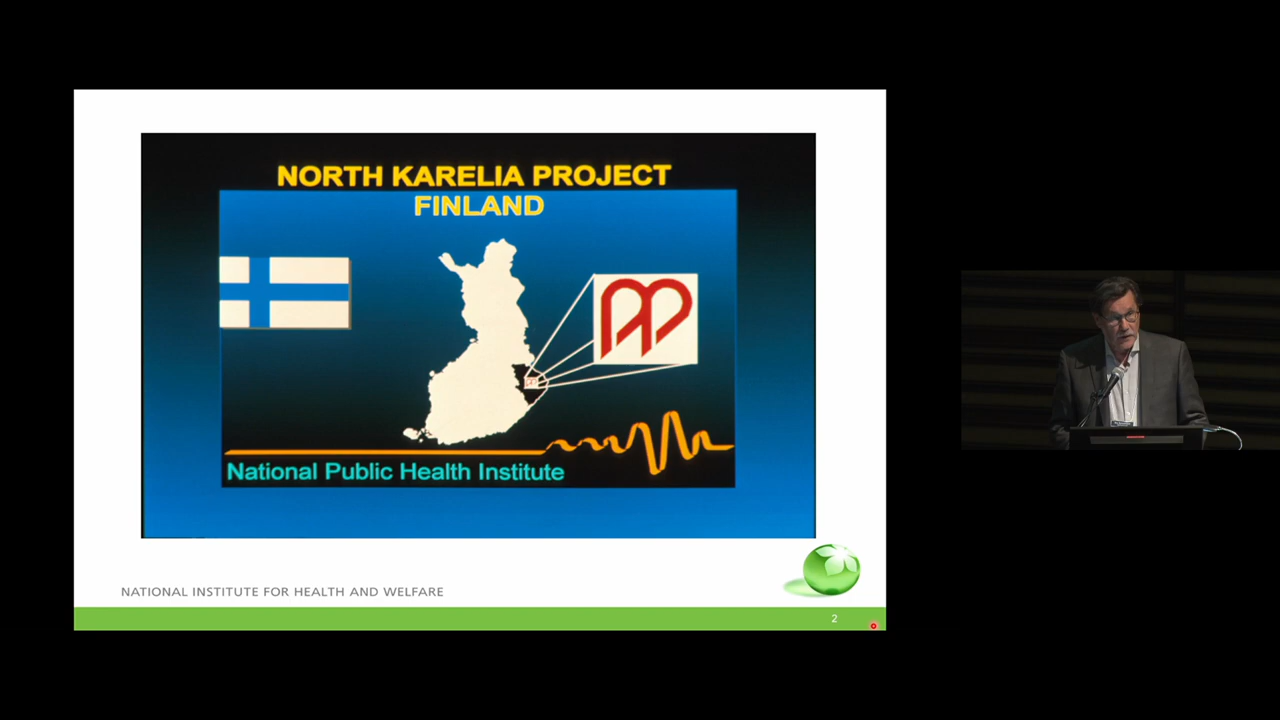 NORTH KARELIA PROJECT
FINLAND
National Public Health Institute
NATIONAL INSTITUTE FOR HEALTH AND WELFARE
2